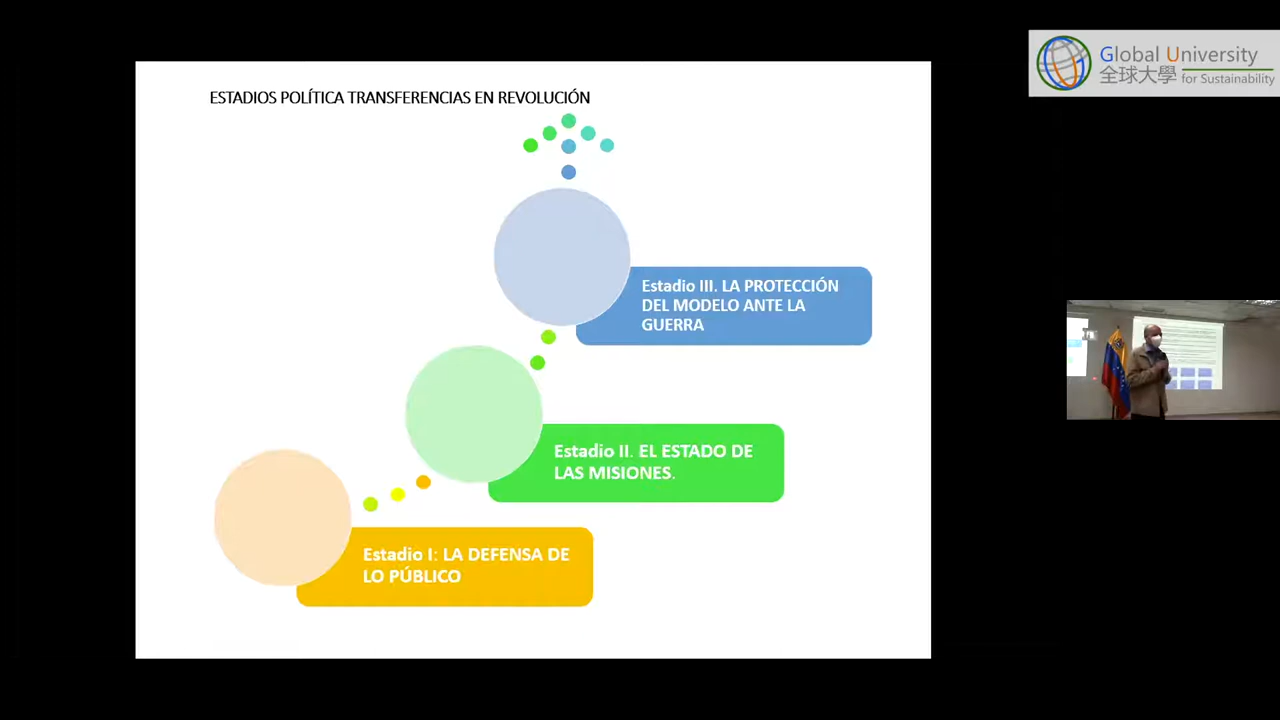 Global University
全球大學 for Sustainability
ESTADIOS POLÍTICA TRANSFERENCIAS EN REVOLUCIÓN
Estadio III. LA PROTECCIÓN
DEL MODELO ANTE LA
GUERRA
Estadio II. EL ESTADO DE
LAS MISIONES.
Estadio I: LA DEFENSA DE
LO PÚBLICO